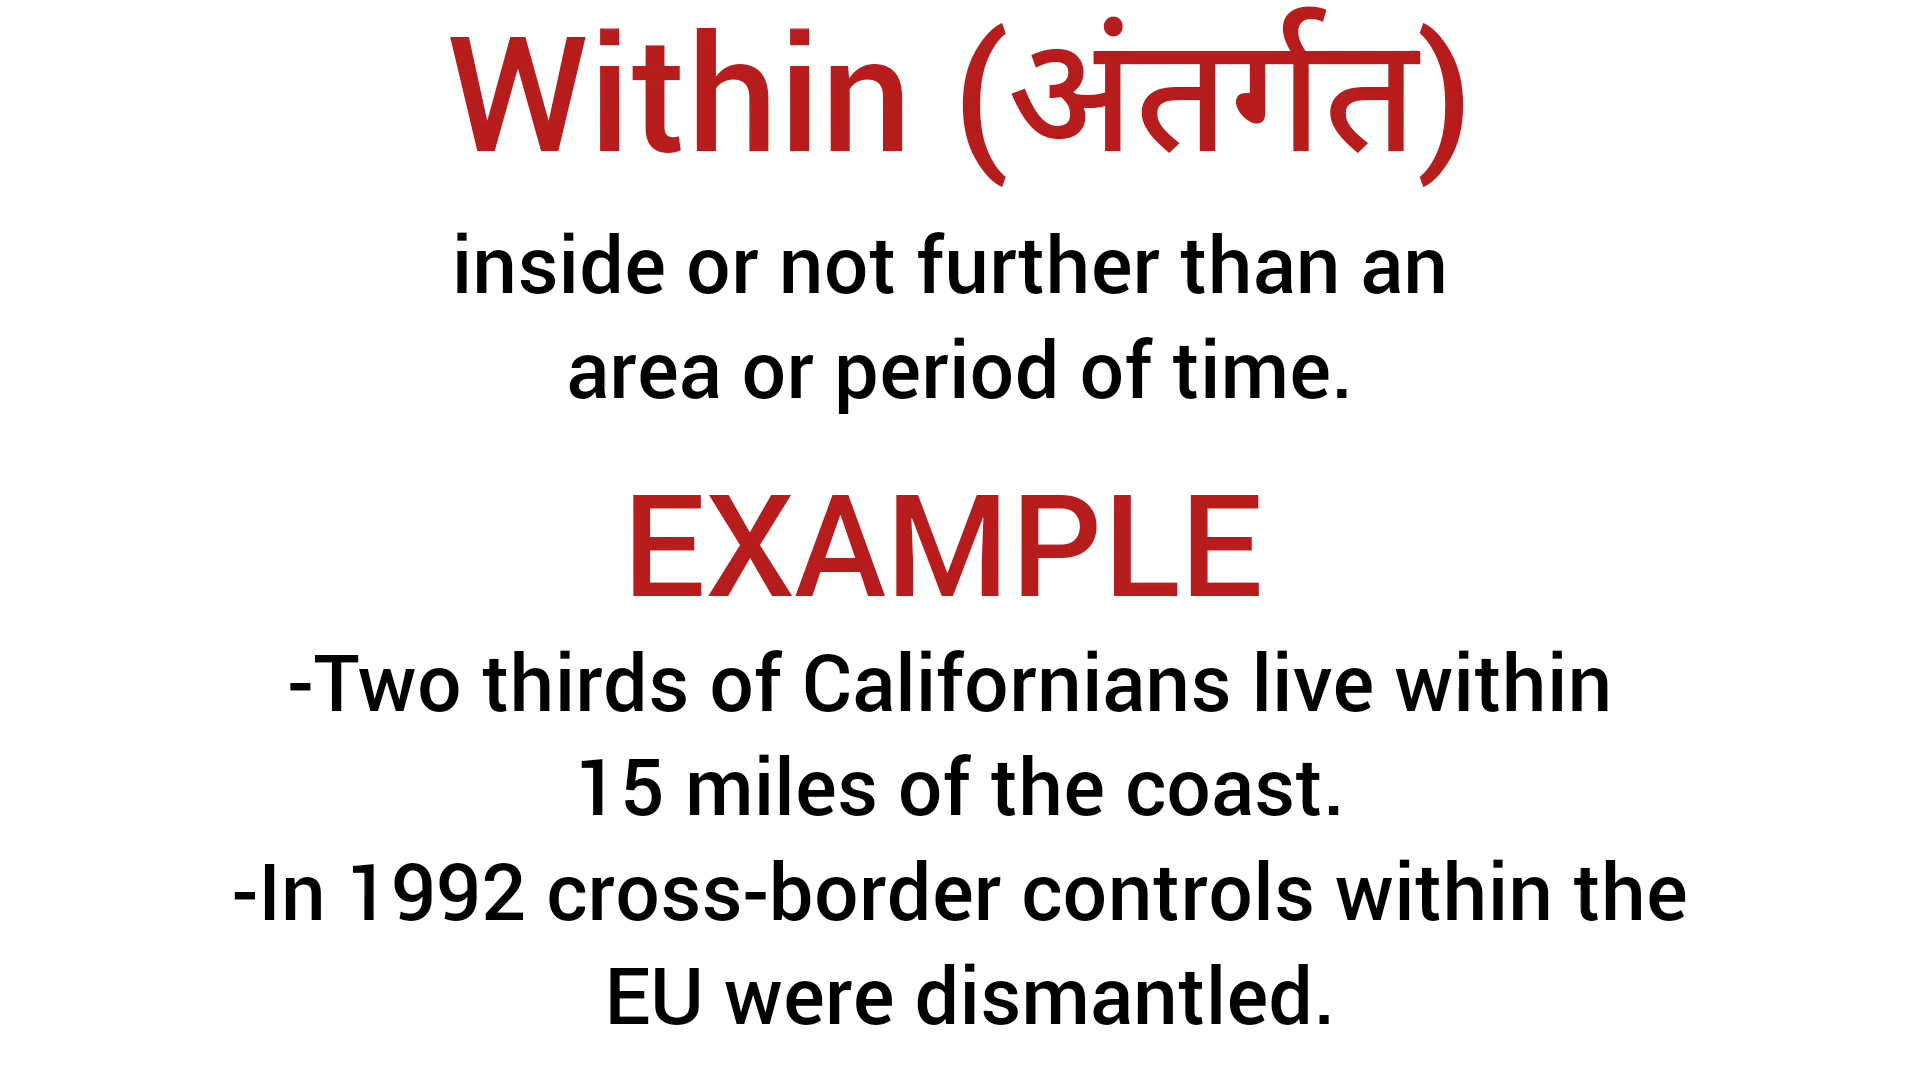 Within (अंतर्गत)
inside or not further than an
area or period of time.
EXAMPLE
-Two thirds of Californians live within
15 miles of the coast.
-In 1992 cross-border controls within the
EU were dismantled.